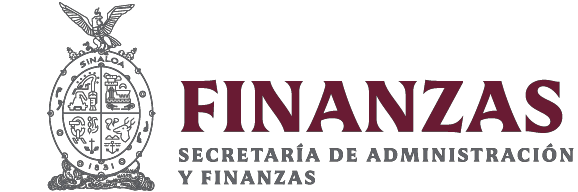 SINALOA
1831
FINANZAS
SECRETARÍA DE ADMINISTRACIÓN
Y FINANZAS